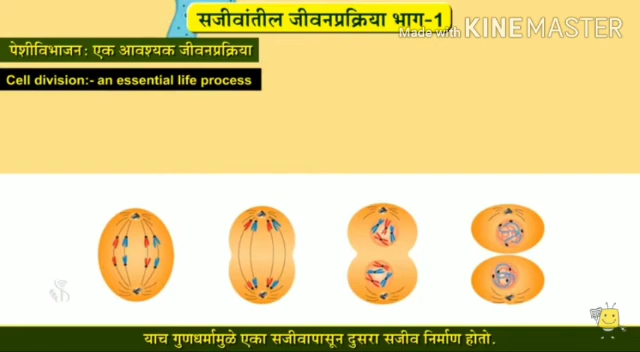 सजीवांतील जीवनप्रक्रिया भाग-1
Made with KINEMASTER
पेशीविभाजन: एक आवश्यक जीवनप्रक्रिया
Cell division:- an essential life process
याच गुणधर्मामुळे एका सजीवापासून दुसरा सजीव निर्माण होतो.